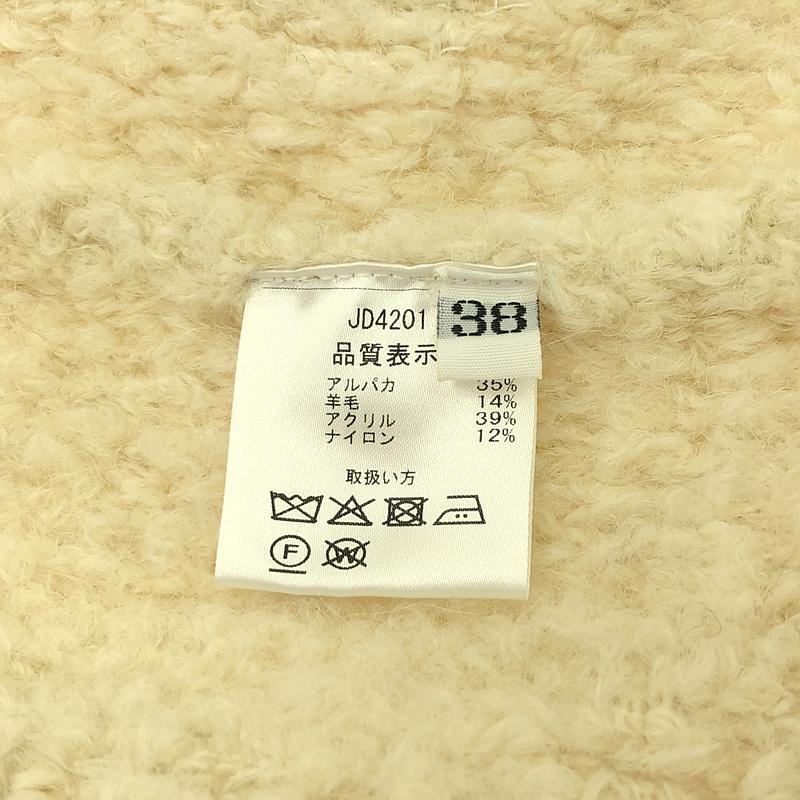 JD4201
38
品質表示
アルパカ 35%
羊毛 14%
アクリル 39%
ナイロン 12%
取扱い方
F W